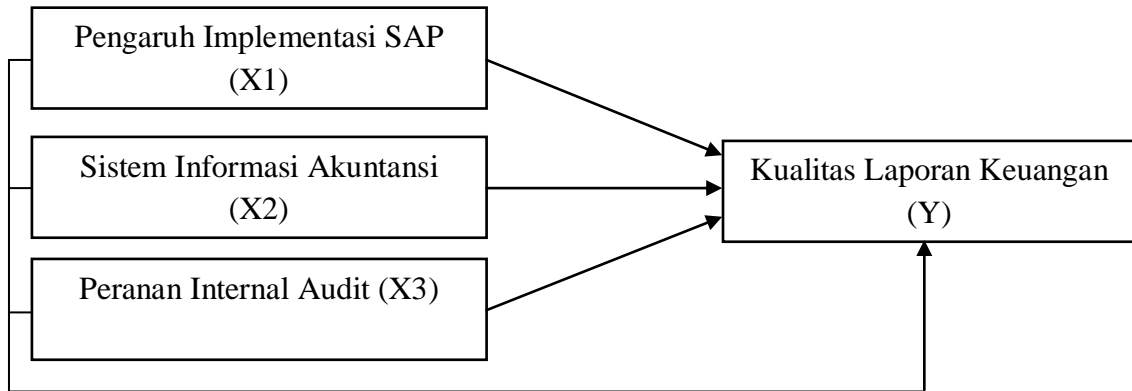 Pengaruh Implementasi SAP
(X1)
Sistem Informasi Akuntansi
(X2)
Peranan Internal Audit (X3)
Kualitas Laporan Keuangan
(Y)